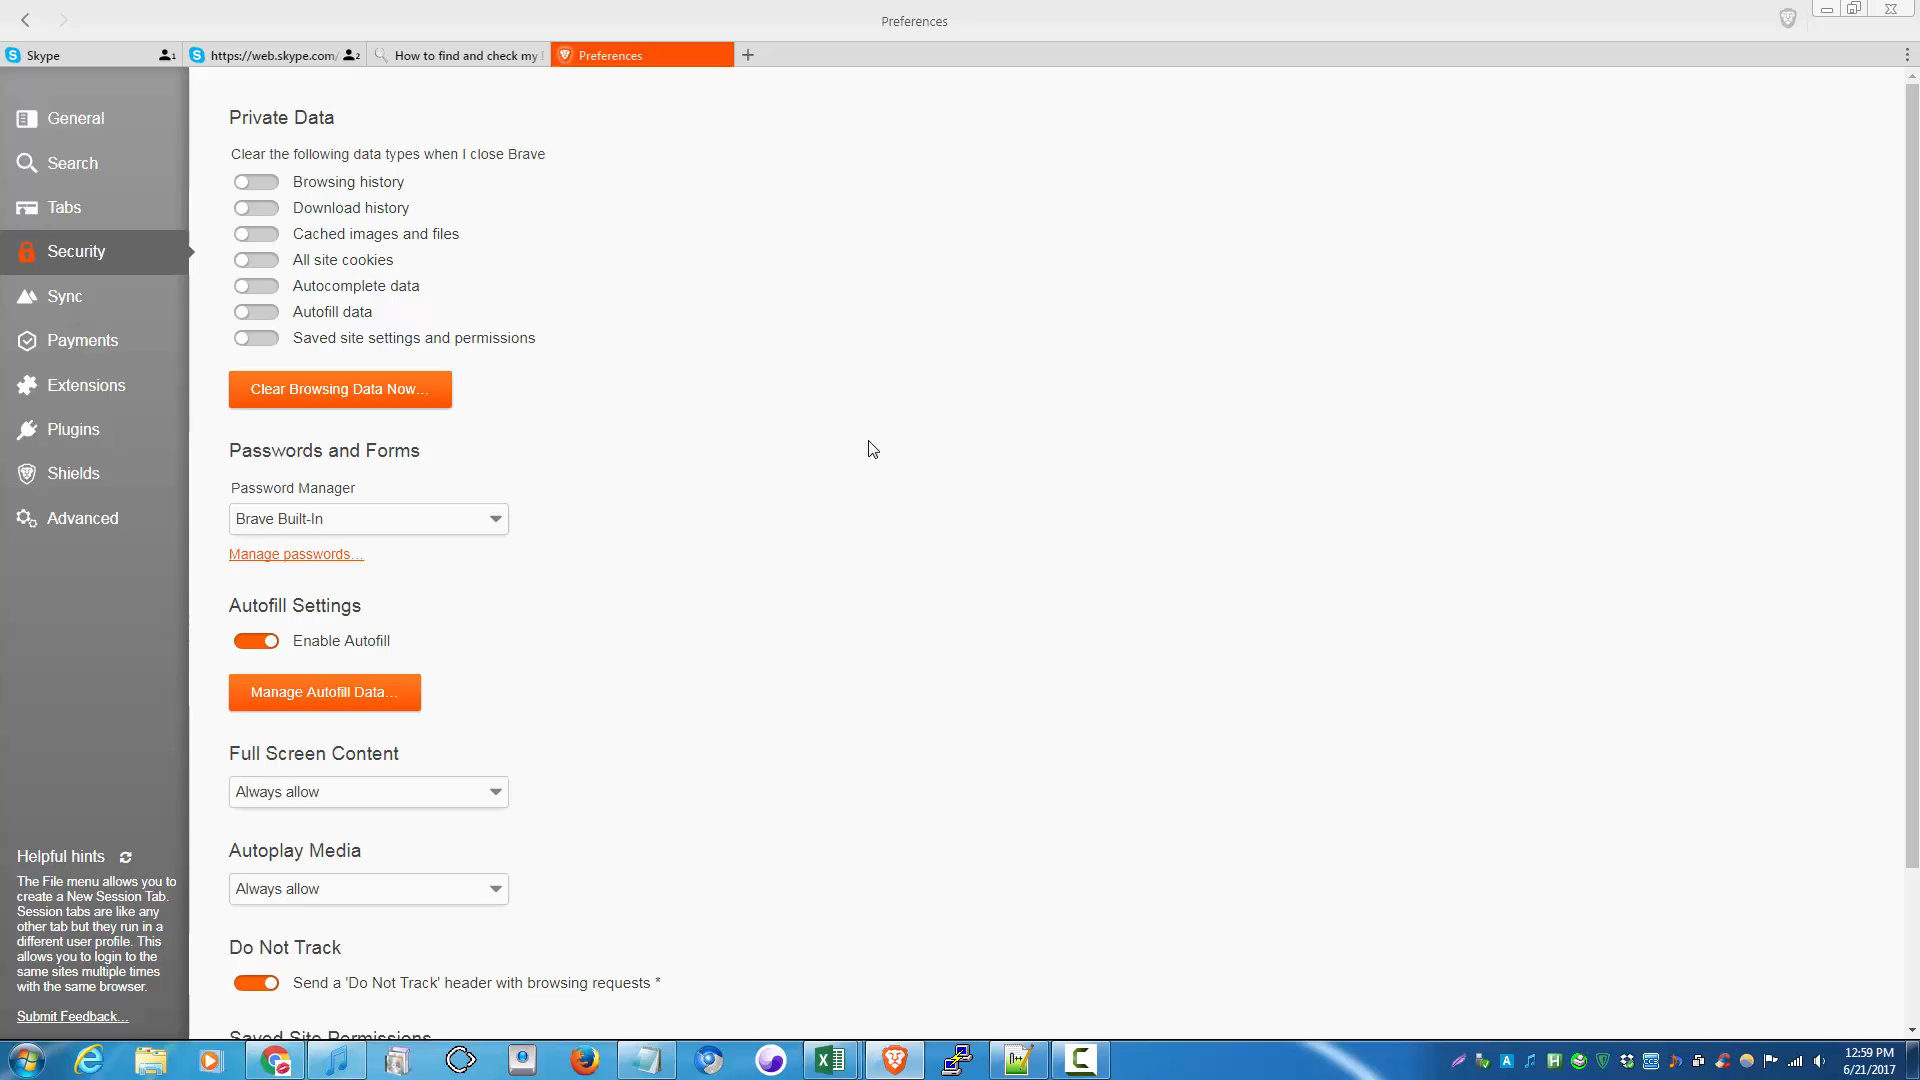 Preferences
Skype
1
https://web.skype.com/
2
How to find and check my
Preferences
General
Search
Tabs
Security
Sync
Payments
Extensions
Plugins
Shields
Advanced
Helpful hints
The File menu allows you to
create a New Session Tab.
Session tabs are like any
other tab but they run in a
different user profile. This
allows you to login to the
same sites multiple times
with the same browser.
Submit Feedback...
Private Data
Clear the following data types when I close Brave
Browsing history
Download history
Cached images and files
All site cookies
Autocomplete data
Autofill data
Saved site settings and permissions
Clear Browsing Data Now...
Passwords and Forms
Password Manager
Brave Built-In
Manage passwords...
Autofill Settings
Enable Autofill
Manage Autofill Data...
Full Screen Content
Always allow
Autoplay Media
Always allow
Do Not Track
Send a 'Do Not Track' header with browsing requests *
Saved Site Permissions
12:59 PM
6/21/2017